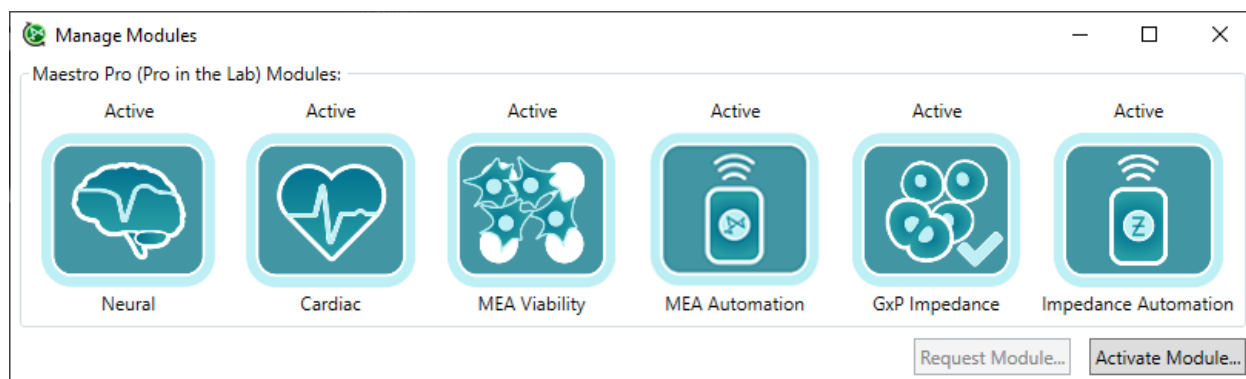 Manage Modules
Maestro Pro (Pro in the Lab) Modules:
Active Active Active Active Active Active
Z
Neural Cardiac MEA Viability MEA Automation GxP Impedance Impedance Automation
Request Module... Activate Module...